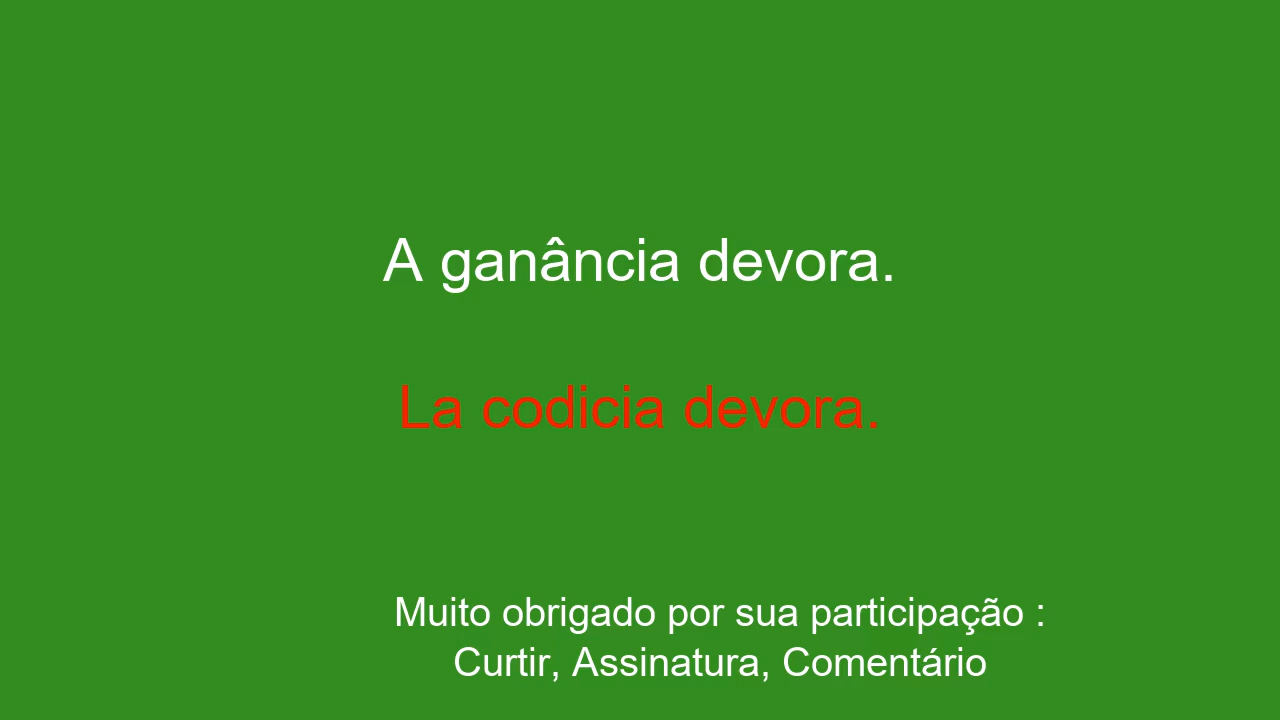 A ganância devora.
La codicia devora.
Muito obrigado por sua participação :
Curtir, Assinatura, Comentário